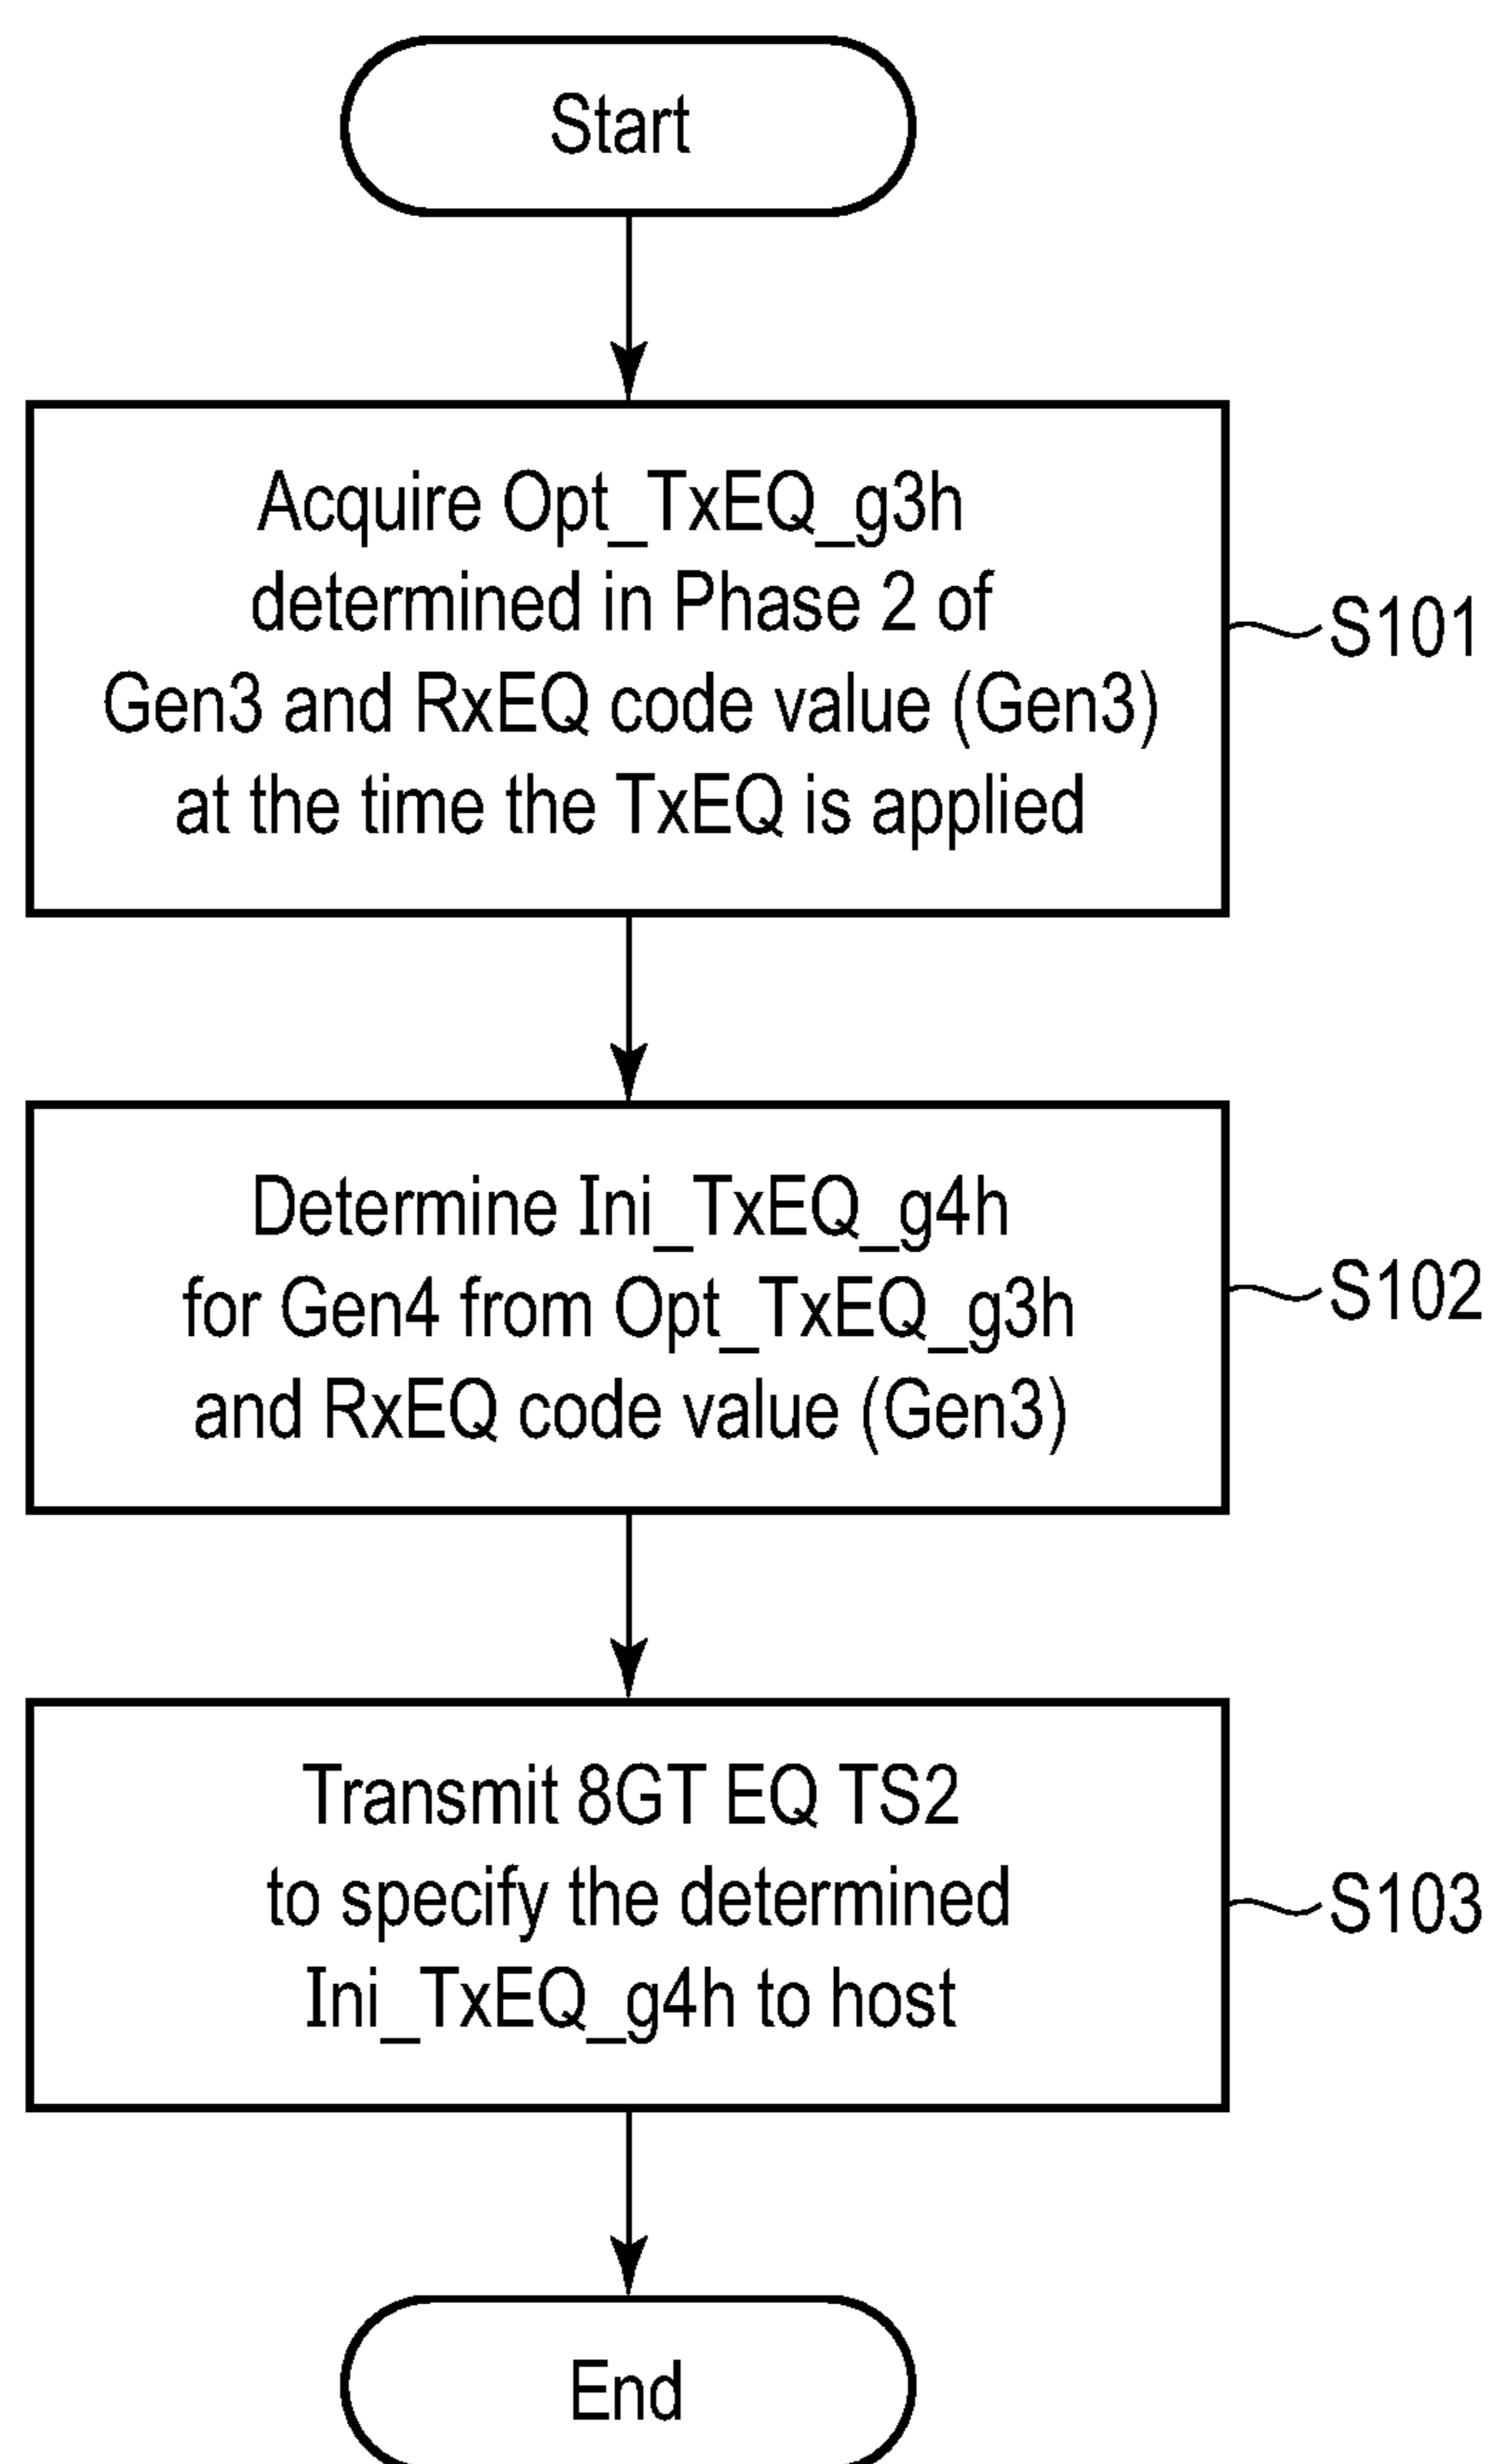 Start
Acquire Opt_TxEQ_g3h
determined in Phase 2 of
Gen3 and RxEQ code value (Gen3)
at the time the TxEQ is applied
S101
Determine Ini_TxEQ_g4h
for Gen4 from Opt_TxEQ_g3h
and RxEQ code value (Gen3)
S102
Transmit 8GT EQ TS2
to specify the determined
Ini_TxEQ_g4h to host
S103
End